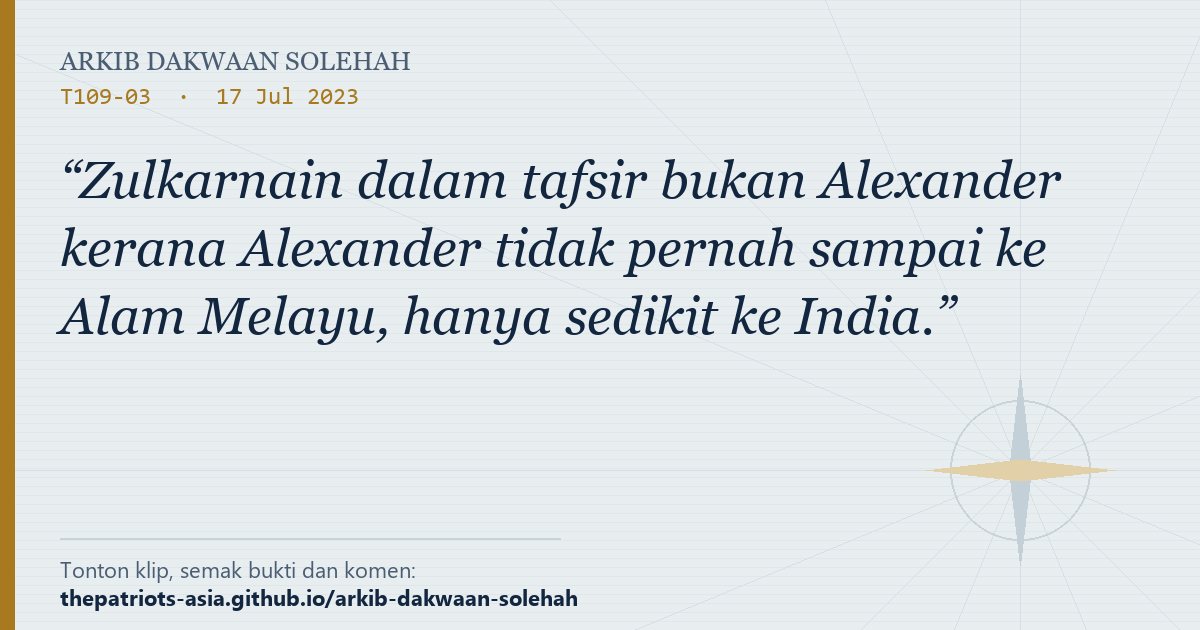 ARKIB DAKWAAN SOLEHAH
T109-03 · 17 Jul 2023
“Zulkarnain dalam tafsir bukan Alexander
kerana Alexander tidak pernah sampai ke
Alam Melayu, hanya sedikit ke India.”
Tonton klip, semak bukti dan komen:
thepatriots-asia.github.io/arkib-dakwaan-solehah